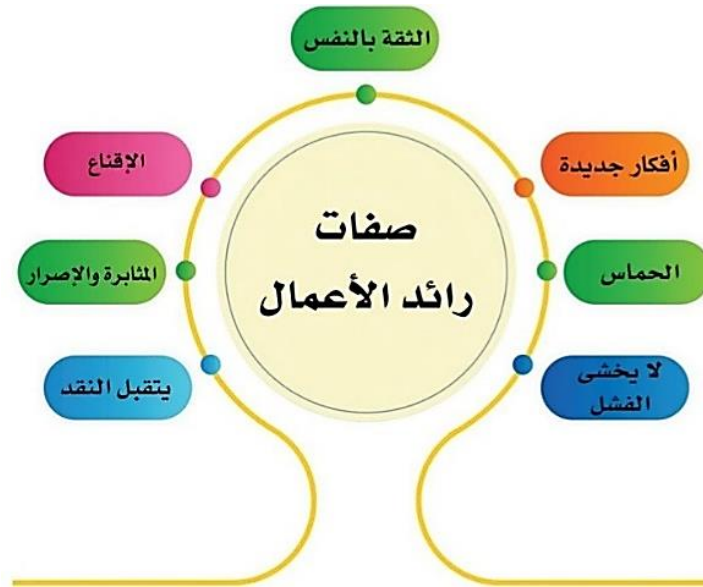 الثقة بالنفس
أفكار جديدة
الإقناع
صفات
رائد الأعمال
الحماس
المثابرة والإصرار
لا يخشى
الفشل
يتقبل النقد